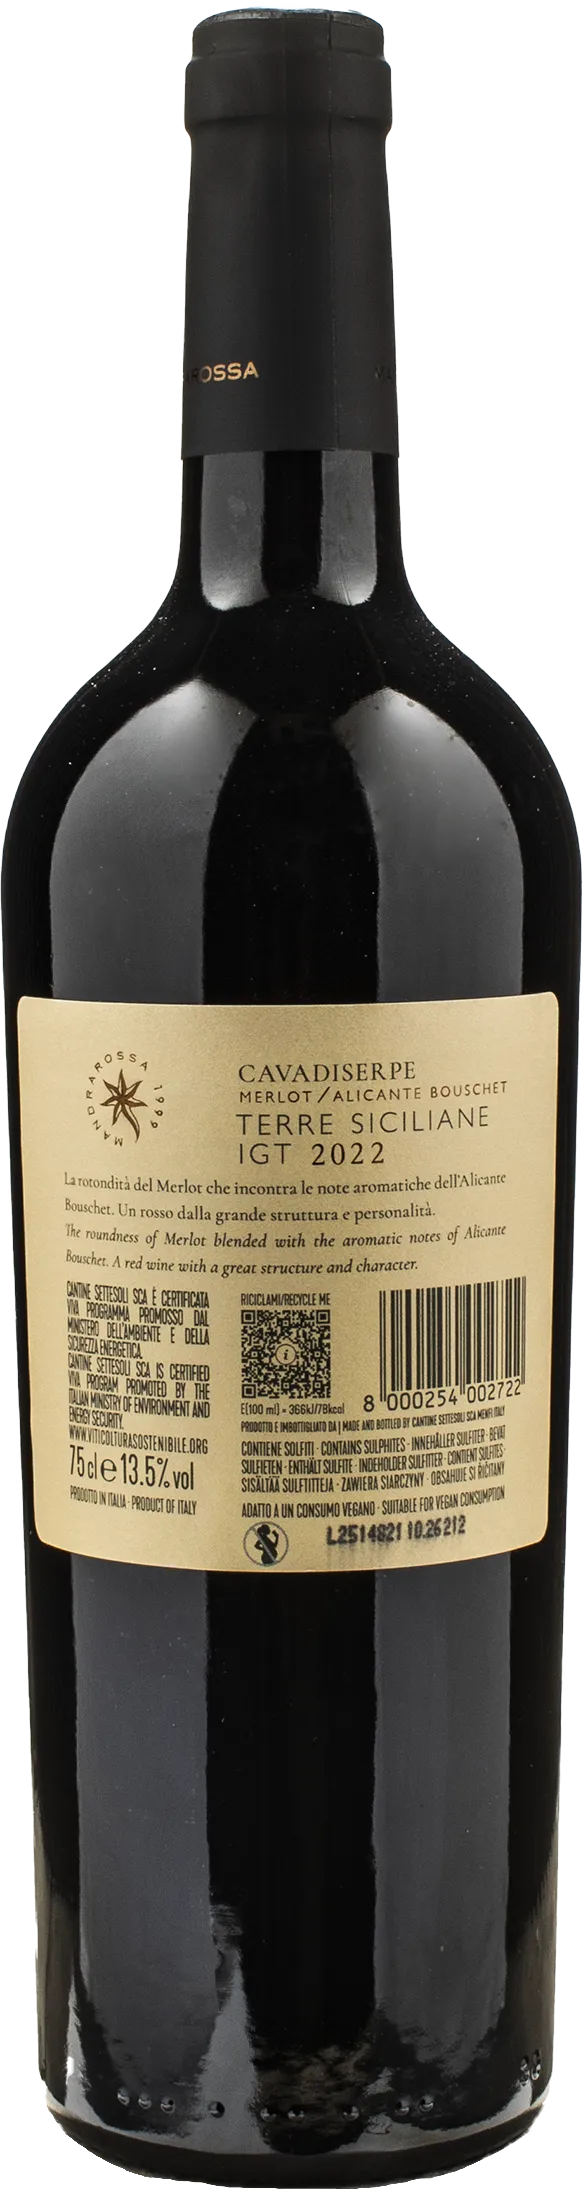 ROSSA
MANDRAROSSA 1999
CAVADISERPE
MERLOT/ALICANTE BOUSCHET
TERRE SICILIANE
IGT 2022
La rotondità del Merlot che incontra le note aromatiche dell'Alicante
Bouschet. Un rosso dalla grande struttura e personalità.
The roundness of Merlot blended with the aromatic notes of Alicante
Bouschet. A red wine with a great structure and character.
CANTINE SETTESOLI SCA È CERTIFICATA
VIVA PROGRAMMA PROMOSSO DAL
MINISTERO DELL'AMBIENTE E DELLA
SICUREZZA ENERGETICA.
CANTINE SETTESOLI SCA IS CERTIFIED
VIVA PROGRAM PROMOTED BY THE
ITALIAN MINISTRY OF ENVIRONMENT AND
ENERGY SECURITY.
WWW.VITICOLTURASOSTENIBILE.ORG
75 cl e 13.5% vol
PRODOTTO IN ITALIA · PRODUCT OF ITALY
RICICLAMI/RECYCLE ME
i
E(100 ml) = 366kJ/78kcal
8 000254 002722
PRODOTTO E IMBOTTIGLIATO DA | MADE AND BOTTLED BY CANTINE SETTESOLI SCA MENFI ITALY
CONTIENE SOLFITI · CONTAINS SULPHITES · INNEHÅLLER SULFITER · BEVAT
SULFIETEN · ENTHÄLT SULFITE · INDEHOLDER SULFITTER · CONTIENT SULFITES ·
SISÄLTÄÄ SULFIITTEJA · ZAWIERA SIARCZYNY · OBSAHUJE SI ŘIČITANY
ADATTO A UN CONSUMO VEGANO · SUITABLE FOR VEGAN CONSUMPTION
L2514821 10.26212